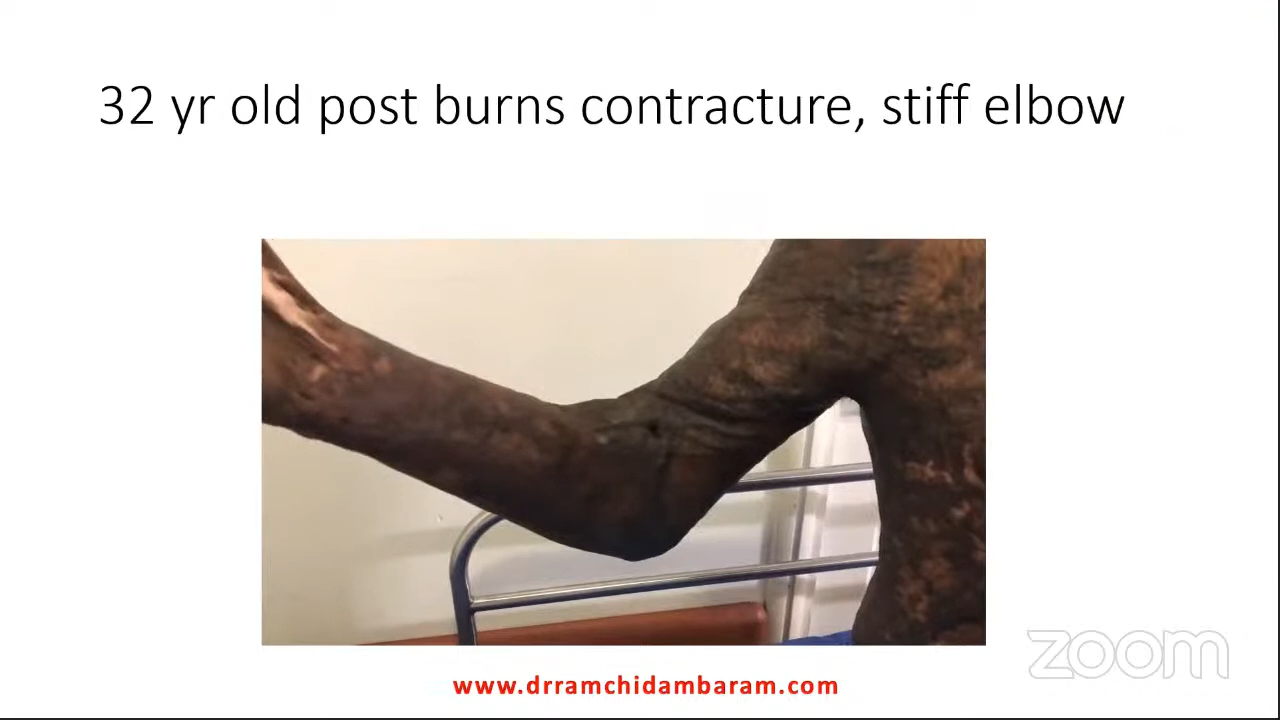 32 yr old post burns contracture, stiff elbow
www.drramchidambaram.com
zoom